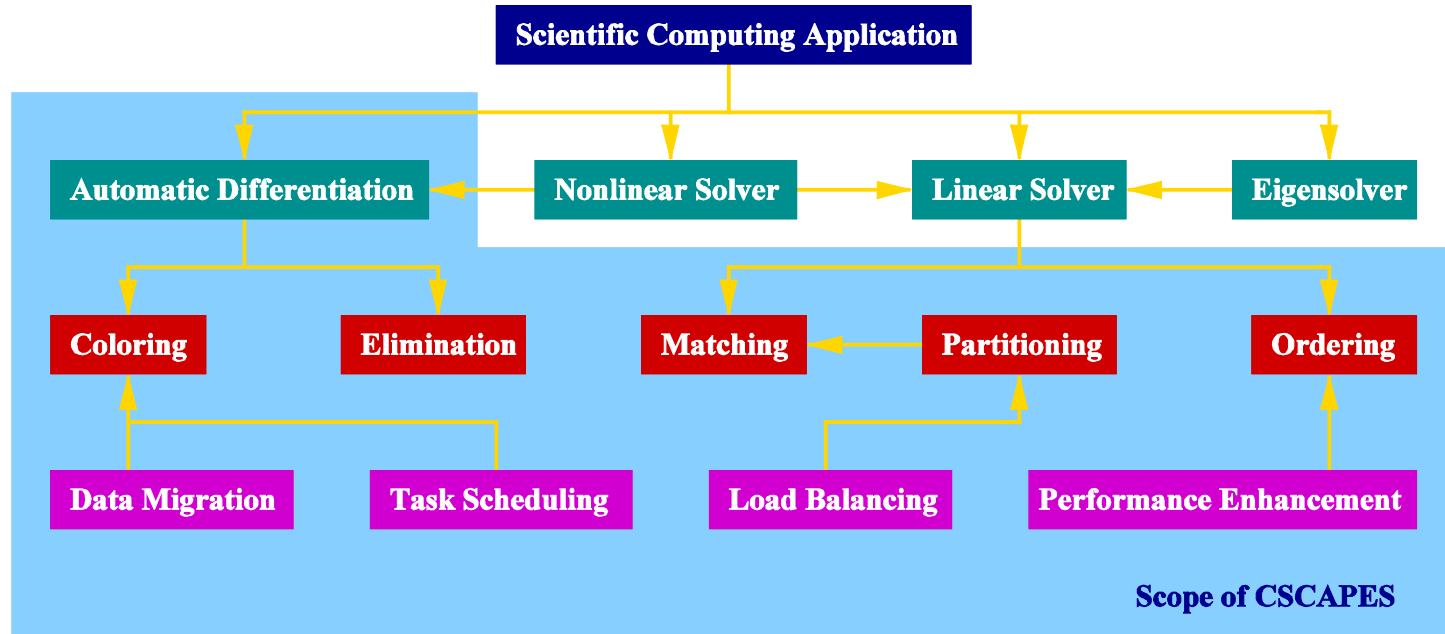 Scientific Computing Application
Automatic Differentiation
Nonlinear Solver
Linear Solver
Eigensolver
Coloring
Elimination
Matching
Partitioning
Ordering
Data Migration
Task Scheduling
Load Balancing
Performance Enhancement
Scope of CSCAPES